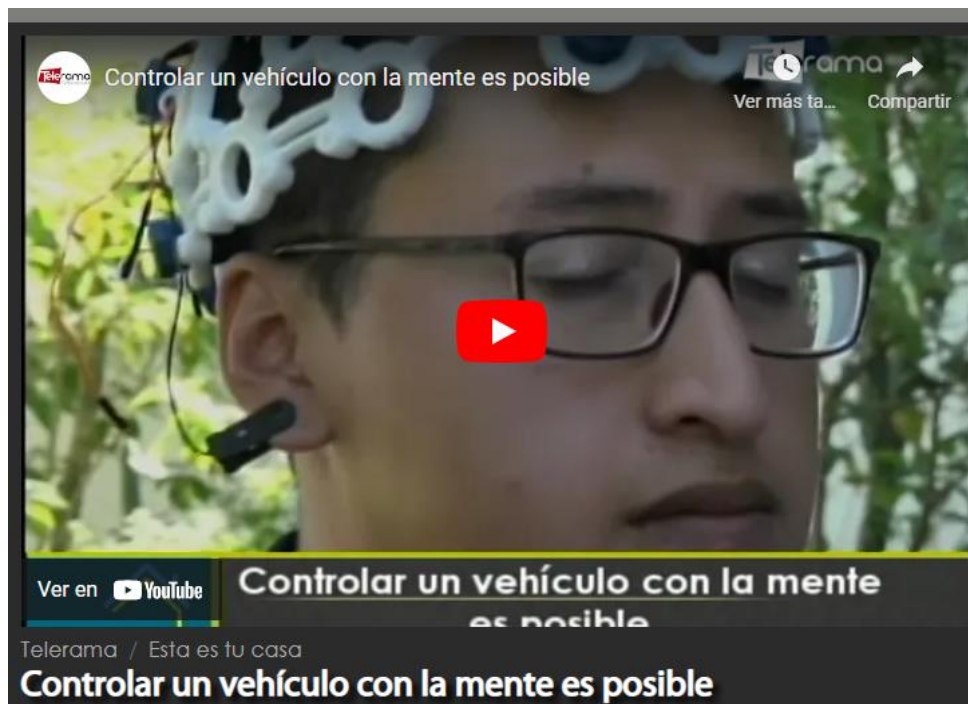 Telerama
Controlar un vehículo con la mente es posible
Telerama
Ver más ta...
Compartir
Ver en YouTube
Controlar un vehículo con la mente
es posible
Telerama / Esta es tu casa
Controlar un vehículo con la mente es posible